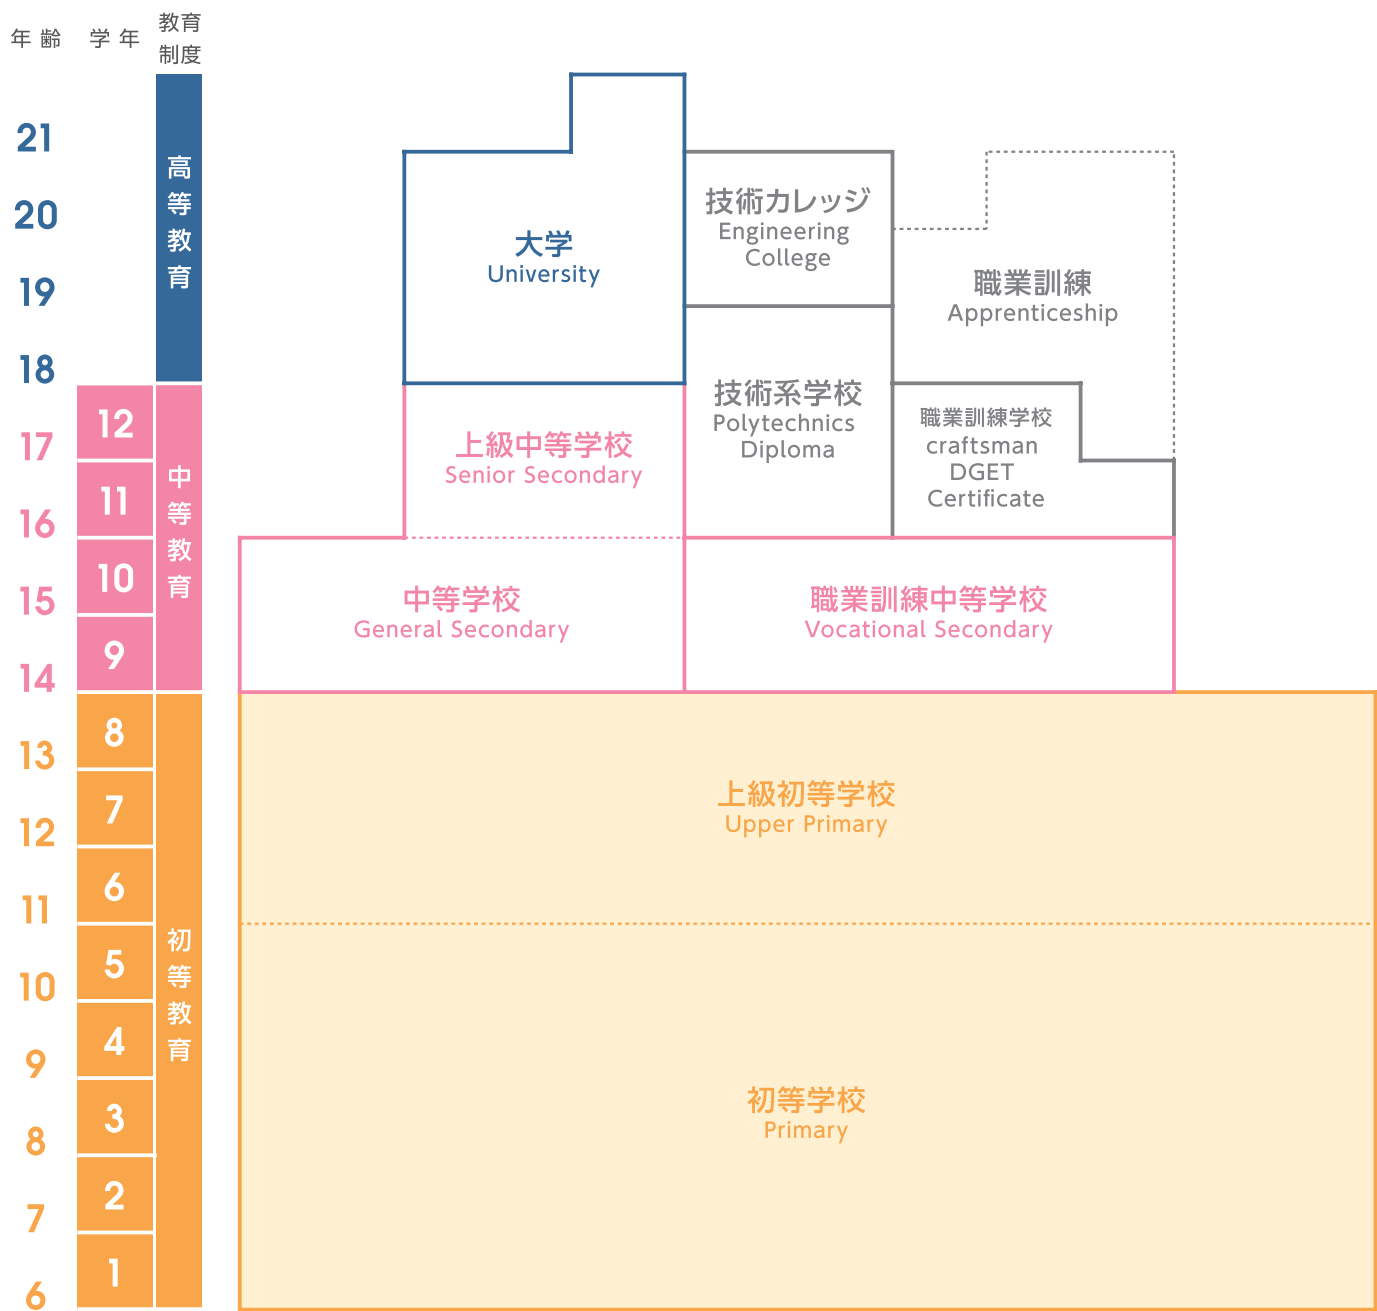 年齢
学年
教育
制度
21
20
19
18
17
16
15
14
13
12
11
10
9
8
7
6
12
11
10
9
8
7
6
5
4
3
2
1
高等教育
中等教育
初等教育
大学
University
技術カレッジ
Engineering
College
職業訓練
Apprenticeship
技術系学校
Polytechnics
Diploma
職業訓練学校
craftsman
DGET
Certificate
上級中等学校
Senior Secondary
中等学校
General Secondary
職業訓練中等学校
Vocational Secondary
上級初等学校
Upper Primary
初等学校
Primary